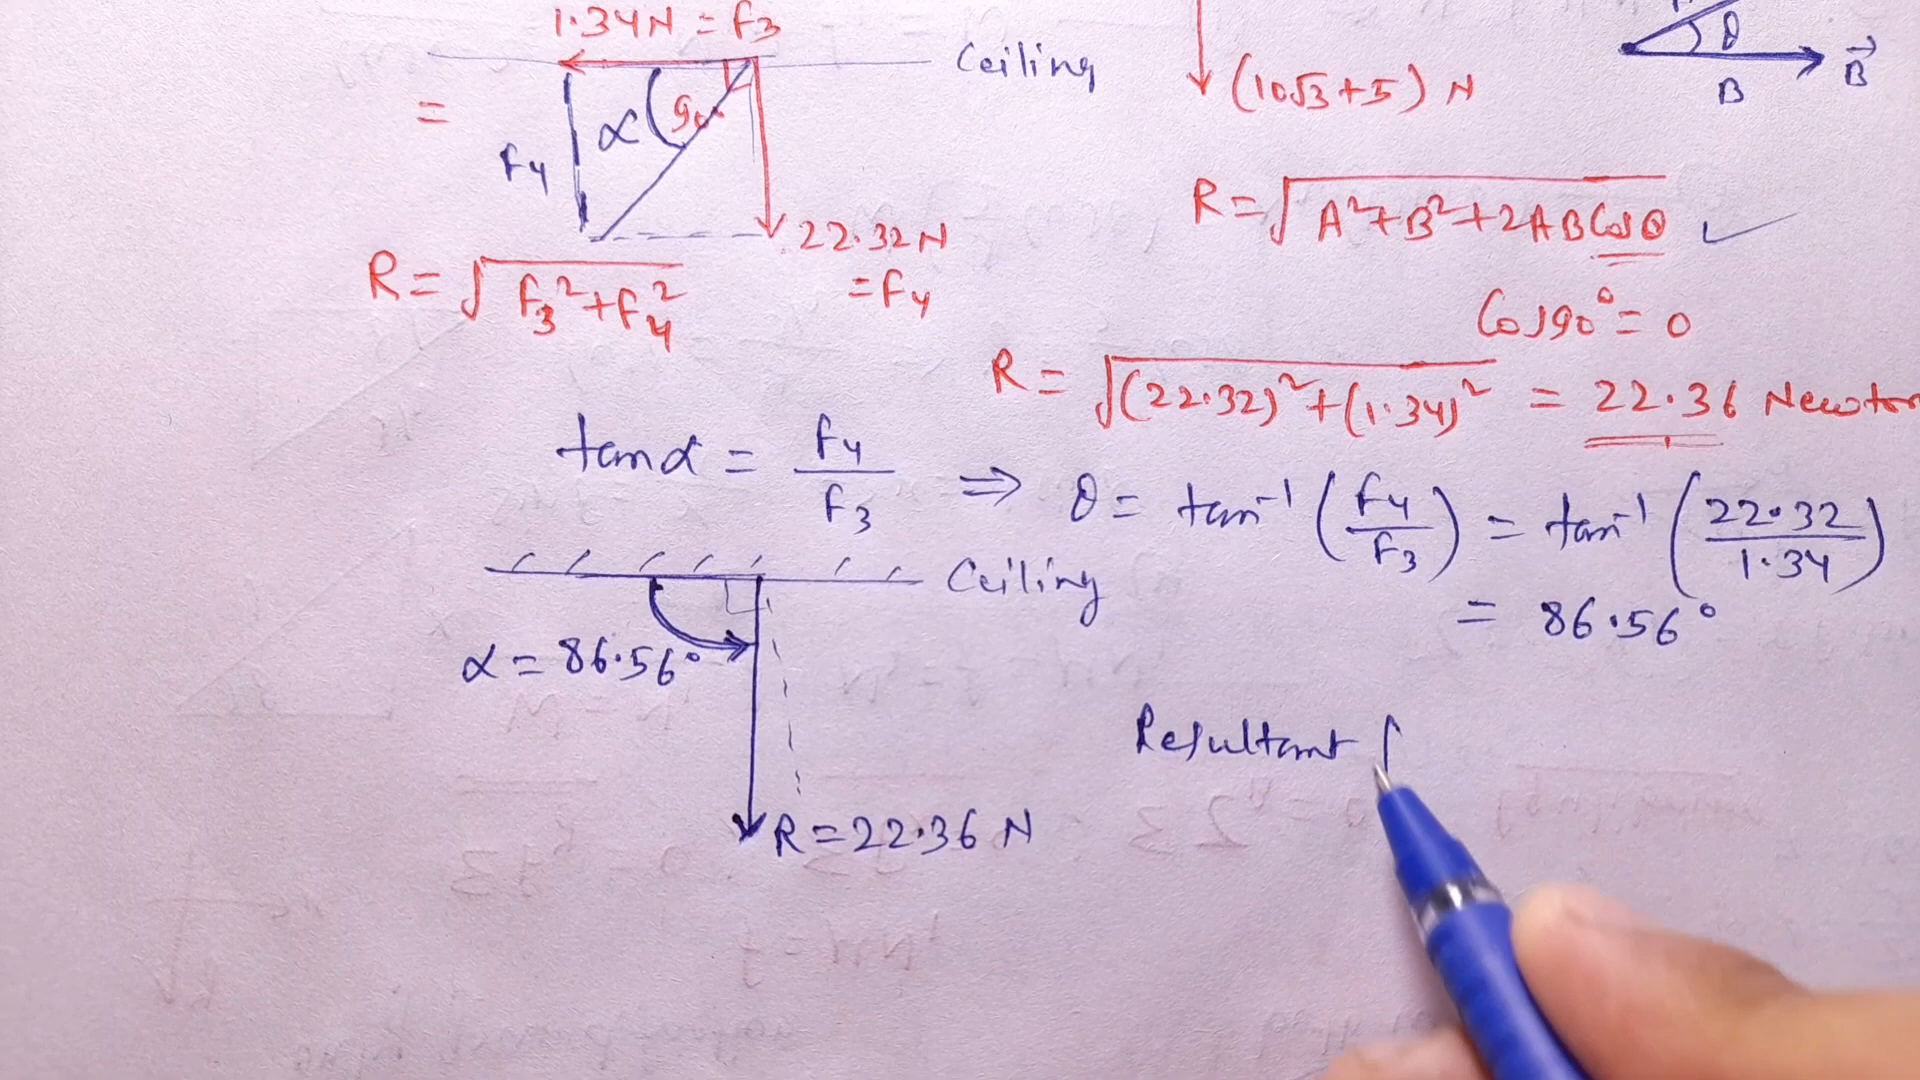 1.34N = F3
Ceiling
=
α
90°
F4
22.32N
=F4
R = √(F3²+F4²)
θ
B
B⃗
(10√3+5) N
R = √(A²+B²+2ABCosθ)
Cos90° = 0
R = √((22.32)²+(1.34)²) = 22.36 Newton
tanα = F4/F3 ⇒ θ = tan⁻¹(F4/F3) = tan⁻¹(22.32/1.34)
= 86.56°
Ceiling
α = 86.56°
R = 22.36 N
Resultant